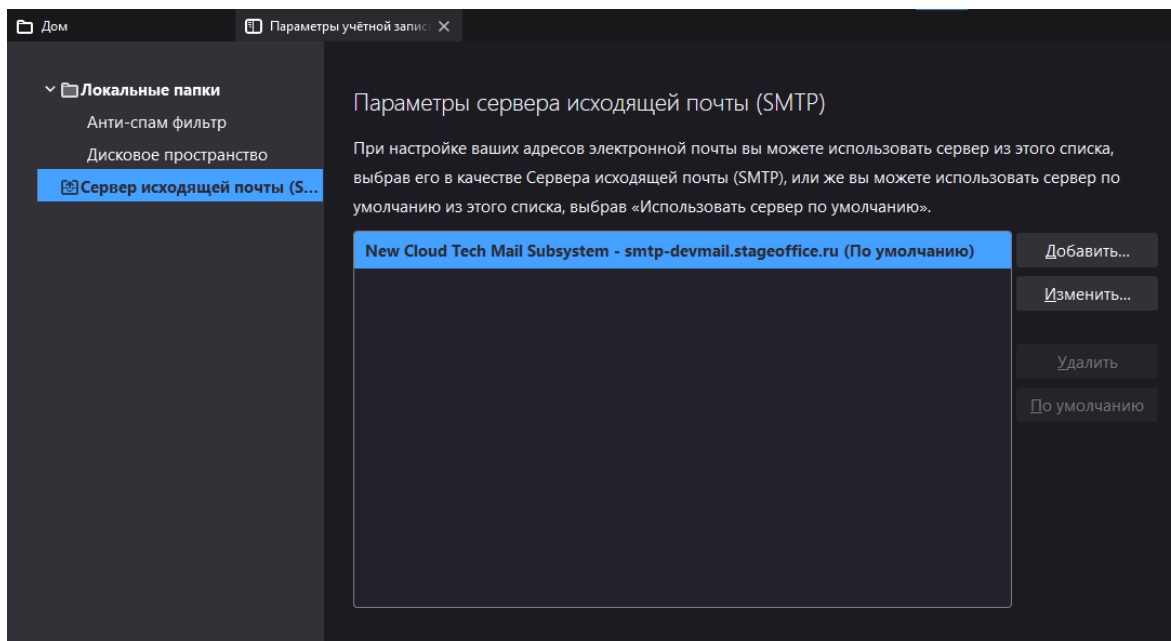 Дом
Параметры учётной запис
Локальные папки
Анти-спам фильтр
Дисковое пространство
Сервер исходящей почты (S...
Параметры сервера исходящей почты (SMTP)
При настройке ваших адресов электронной почты вы можете использовать сервер из этого списка,
выбрав его в качестве Сервера исходящей почты (SMTP), или же вы можете использовать сервер по
умолчанию из этого списка, выбрав «Использовать сервер по умолчанию».
New Cloud Tech Mail Subsystem - smtp-devmail.stageoffice.ru (По умолчанию)
Добавить...
Изменить...
Удалить
По умолчанию